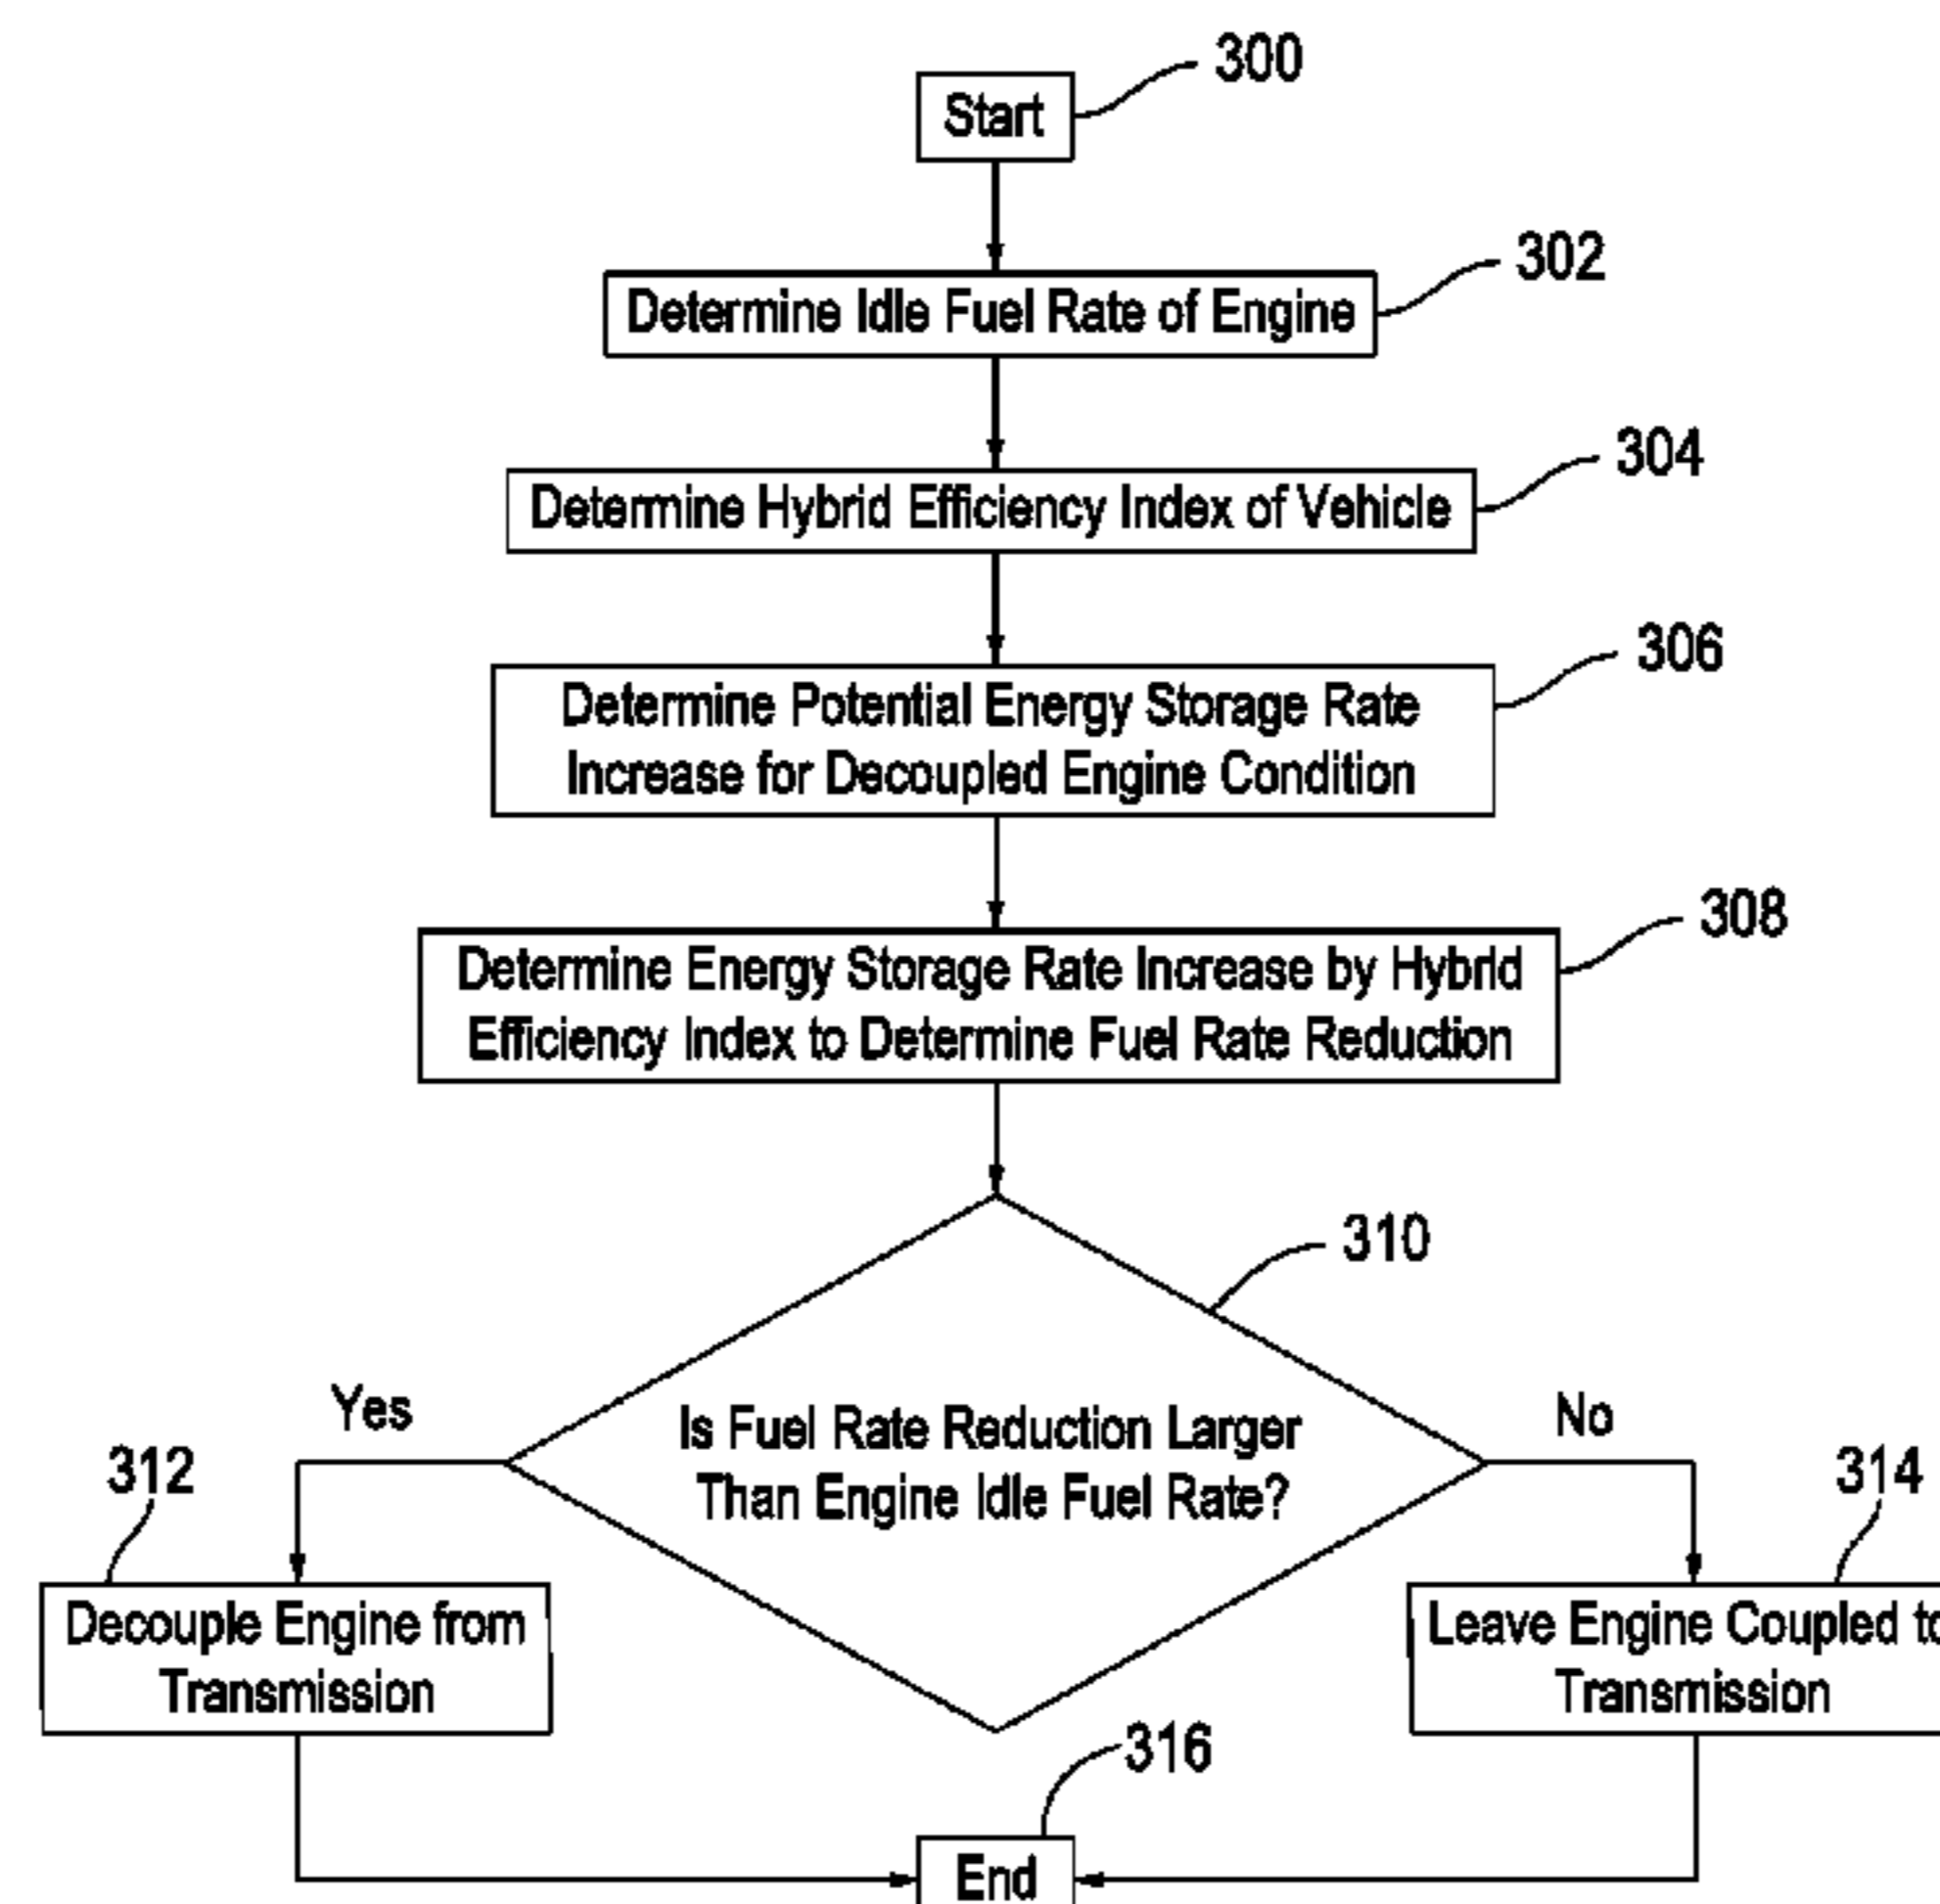 300
Start
302
Determine Idle Fuel Rate of Engine
304
Determine Hybrid Efficiency Index of Vehicle
306
Determine Potential Energy Storage Rate
Increase for Decoupled Engine Condition
308
Determine Energy Storage Rate Increase by Hybrid
Efficiency Index to Determine Fuel Rate Reduction
310
Is Fuel Rate Reduction Larger
Than Engine Idle Fuel Rate?
Yes
No
312
314
Decouple Engine from
Transmission
Leave Engine Coupled to
Transmission
316
End